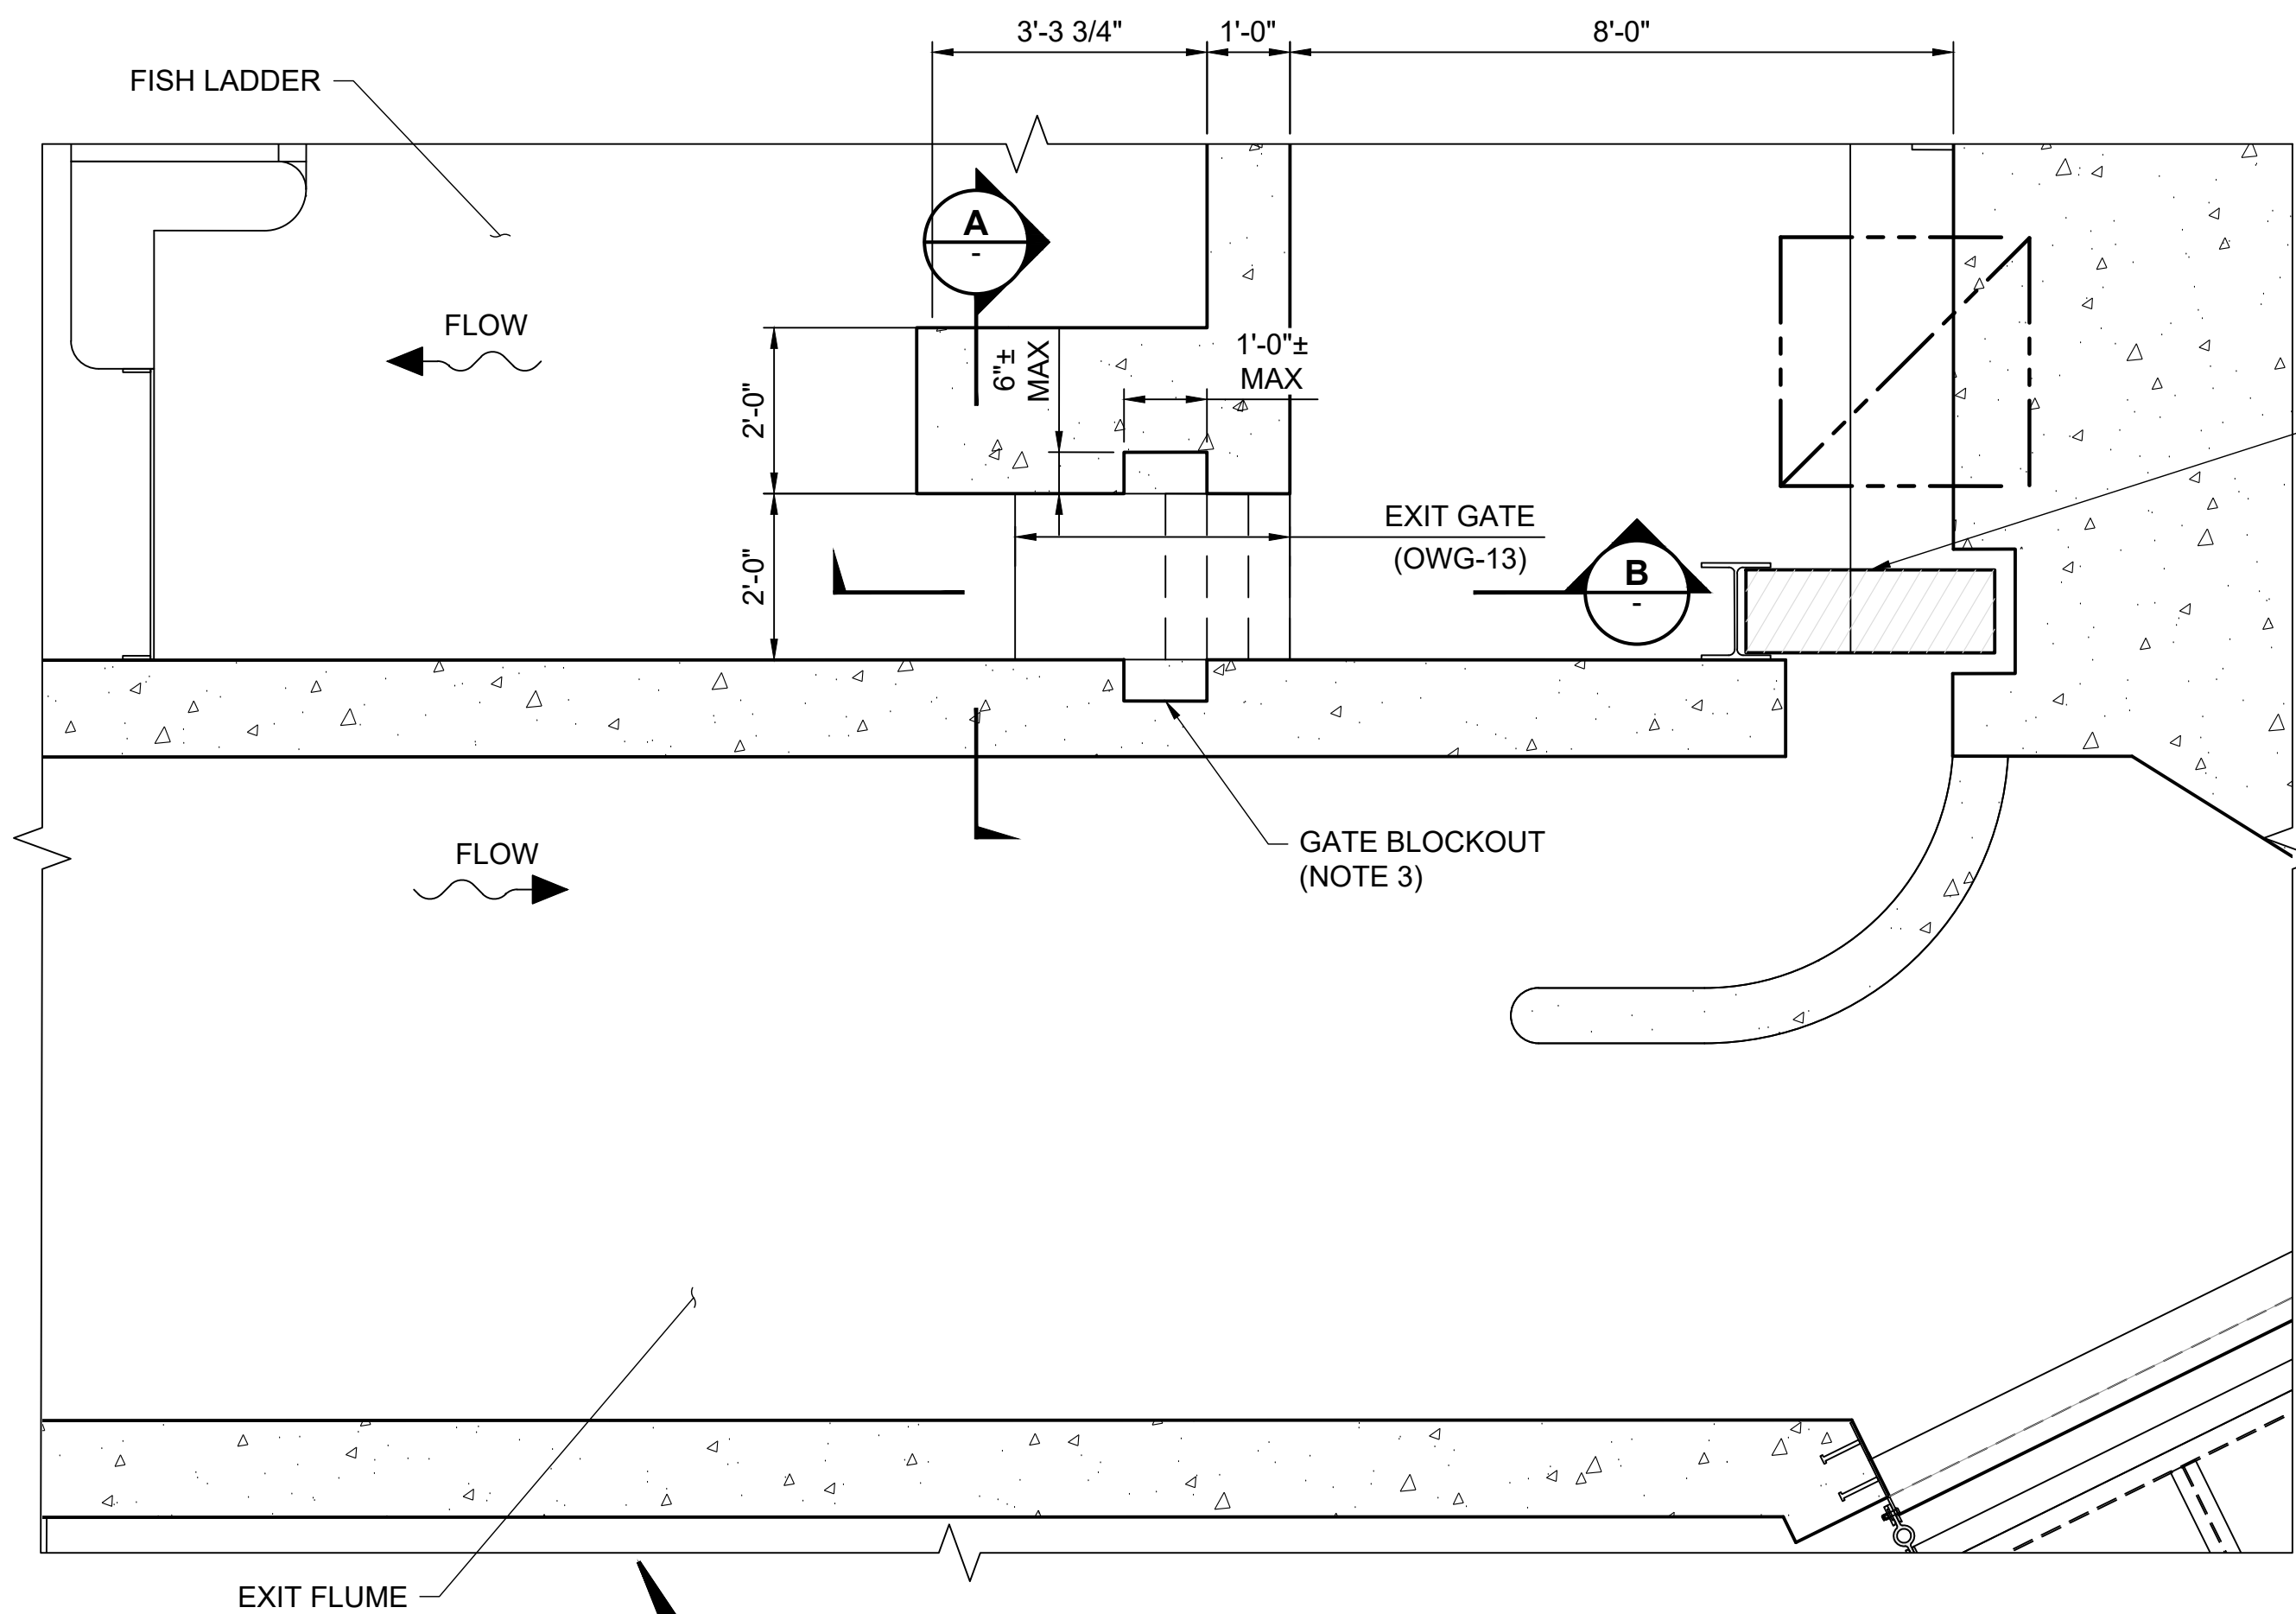 3'-3 3/4"
1'-0"
8'-0"
FISH LADDER
A
-
FLOW
6"±
MAX
1'-0"±
MAX
2'-0"
EXIT GATE
(OWG-13)
2'-0"
B
-
FLOW
GATE BLOCKOUT
(NOTE 3)
EXIT FLUME